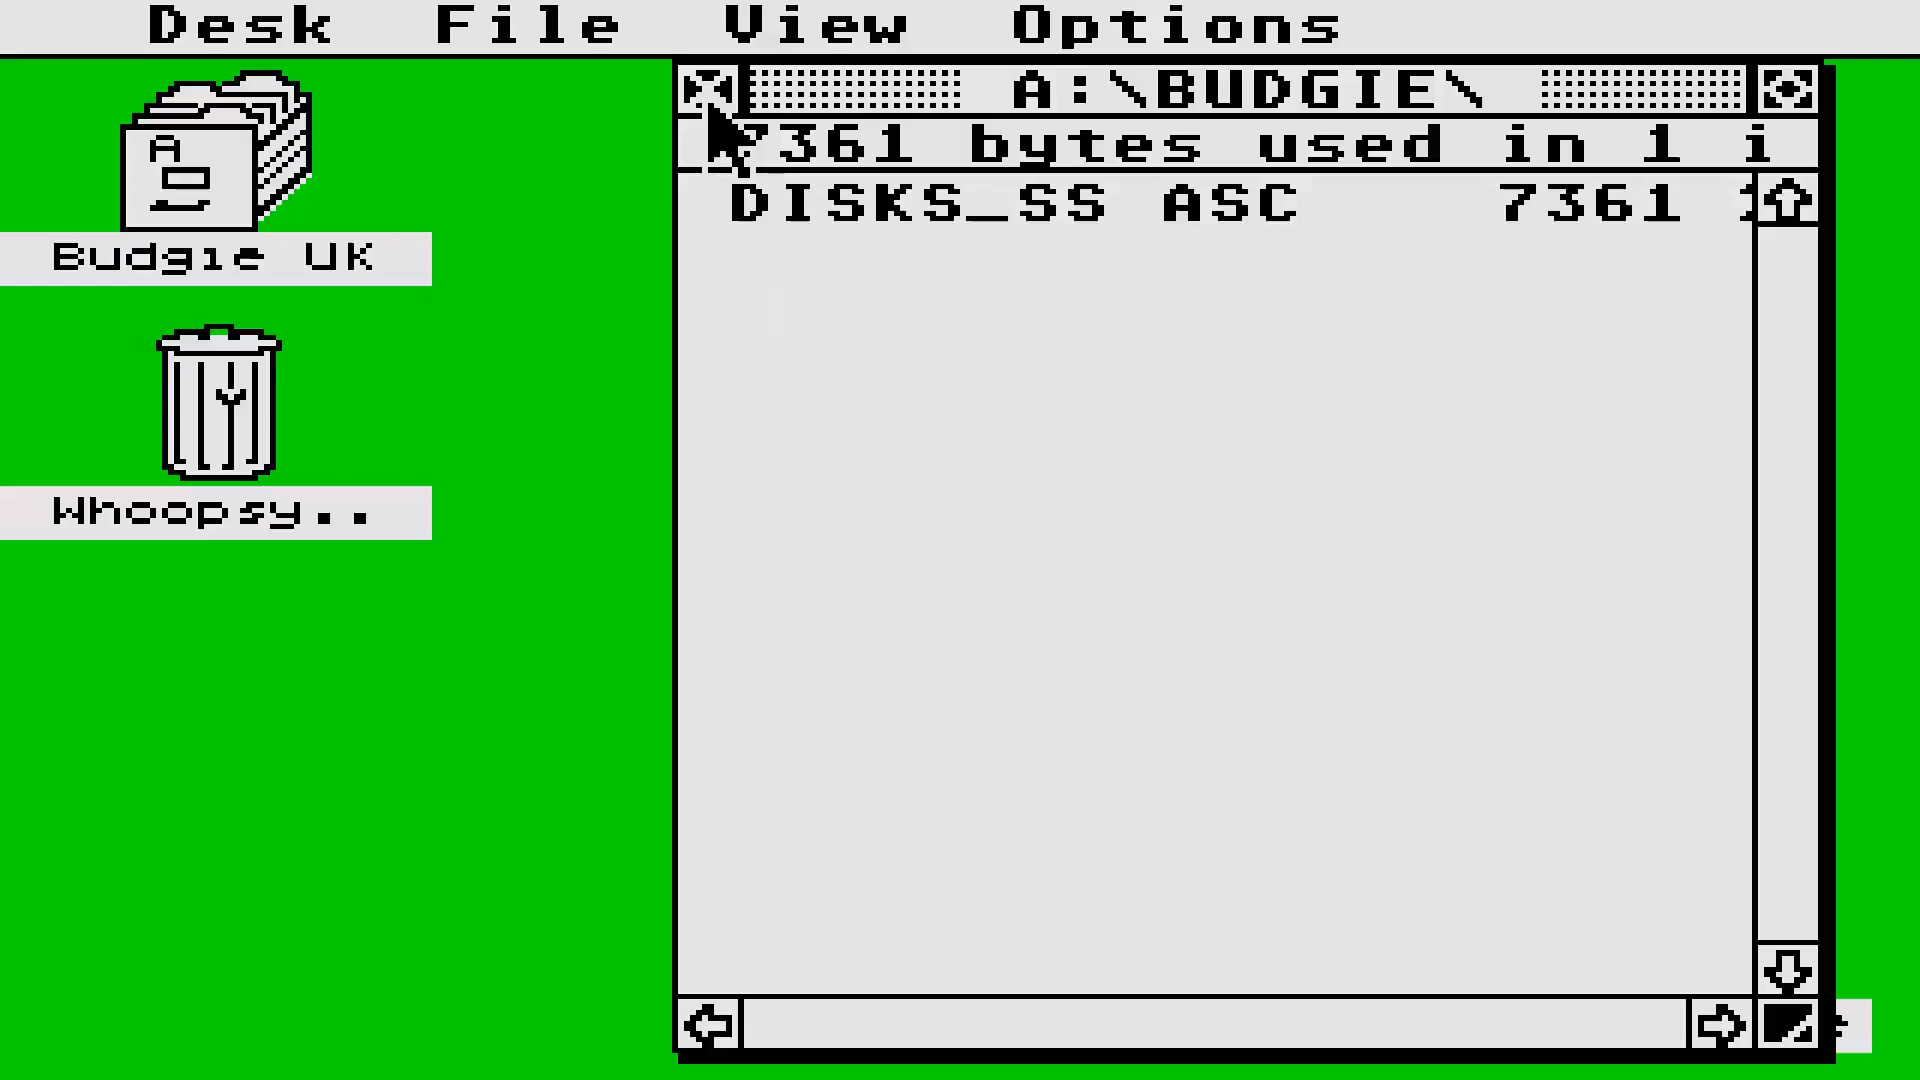 Desk File View Options
A
Budgie UK
Whoopsy..
A:\BUDGIE\
7361 bytes used in 1 i
DISKS_SS ASC 7361